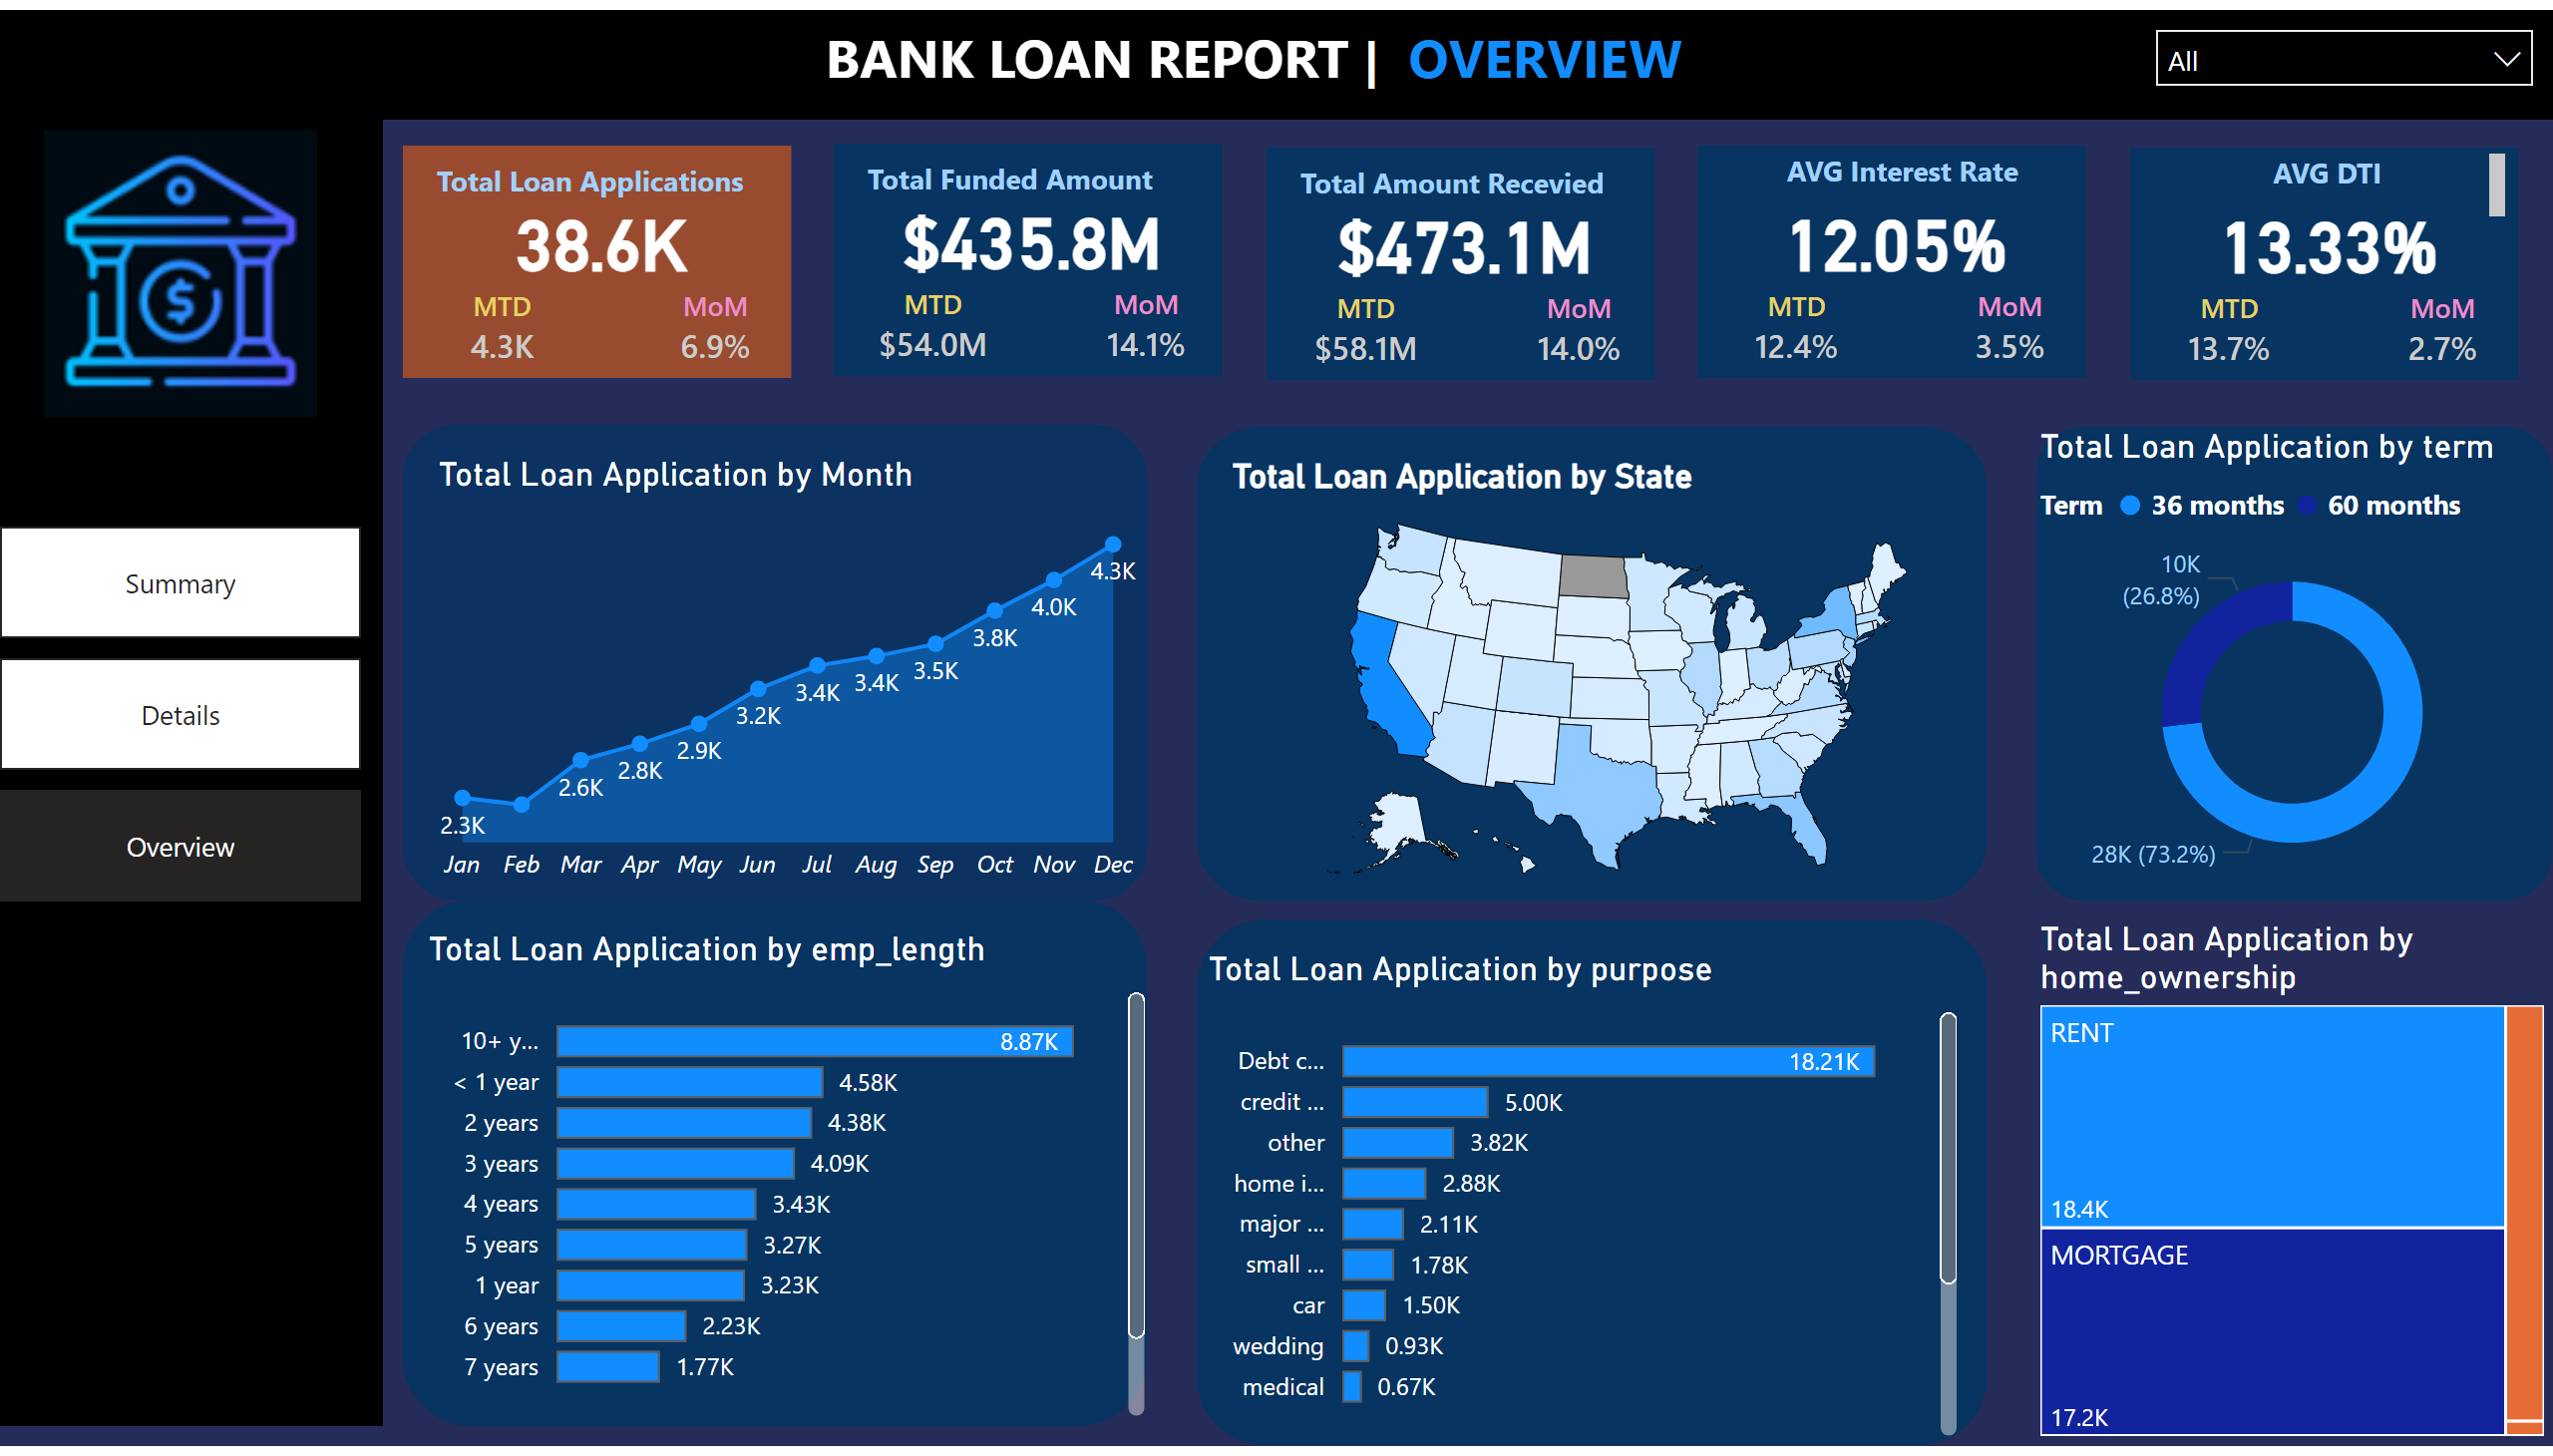 BANK LOAN REPORT | OVERVIEW
All
Total Loan Applications
38.6K
MTD MoM
4.3K 6.9%
Total Funded Amount
$435.8M
MTD MoM
$54.0M 14.1%
Total Amount Recevied
$473.1M
MTD MoM
$58.1M 14.0%
AVG Interest Rate
12.05%
MTD MoM
12.4% 3.5%
AVG DTI
13.33%
MTD MoM
13.7% 2.7%
$
Summary
Details
Overview
Total Loan Application by Month
2.3K
2.6K
2.8K
2.9K
3.2K
3.4K
3.4K
3.5K
3.8K
4.0K
4.3K
Jan Feb Mar Apr May Jun Jul Aug Sep Oct Nov Dec
Total Loan Application by State
Total Loan Application by term
Term 36 months 60 months
10K
(26.8%)
28K (73.2%)
Total Loan Application by emp_length
10+ y... 8.87K
< 1 year 4.58K
2 years 4.38K
3 years 4.09K
4 years 3.43K
5 years 3.27K
1 year 3.23K
6 years 2.23K
7 years 1.77K
Total Loan Application by purpose
Debt c... 18.21K
credit ... 5.00K
other 3.82K
home i... 2.88K
major ... 2.11K
small ... 1.78K
car 1.50K
wedding 0.93K
medical 0.67K
Total Loan Application by
home_ownership
RENT
18.4K
MORTGAGE
17.2K